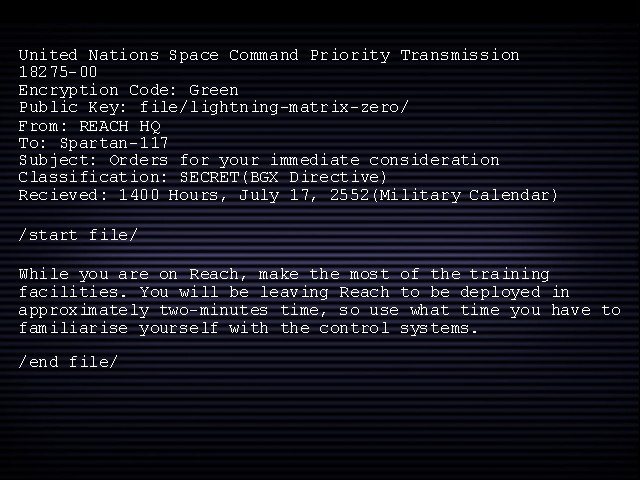 United Nations Space Command Priority Transmission
18275-00
Encryption Code: Green
Public Key: file/lightning-matrix-zero/
From: REACH HQ
To: Spartan-117
Subject: Orders for your immediate consideration
Classification: SECRET(BGX Directive)
Recieved: 1400 Hours, July 17, 2552(Military Calendar)
/start file/
While you are on Reach, make the most of the training
facilities. You will be leaving Reach to be deployed in
approximately two-minutes time, so use what time you have to
familiarise yourself with the control systems.
/end file/